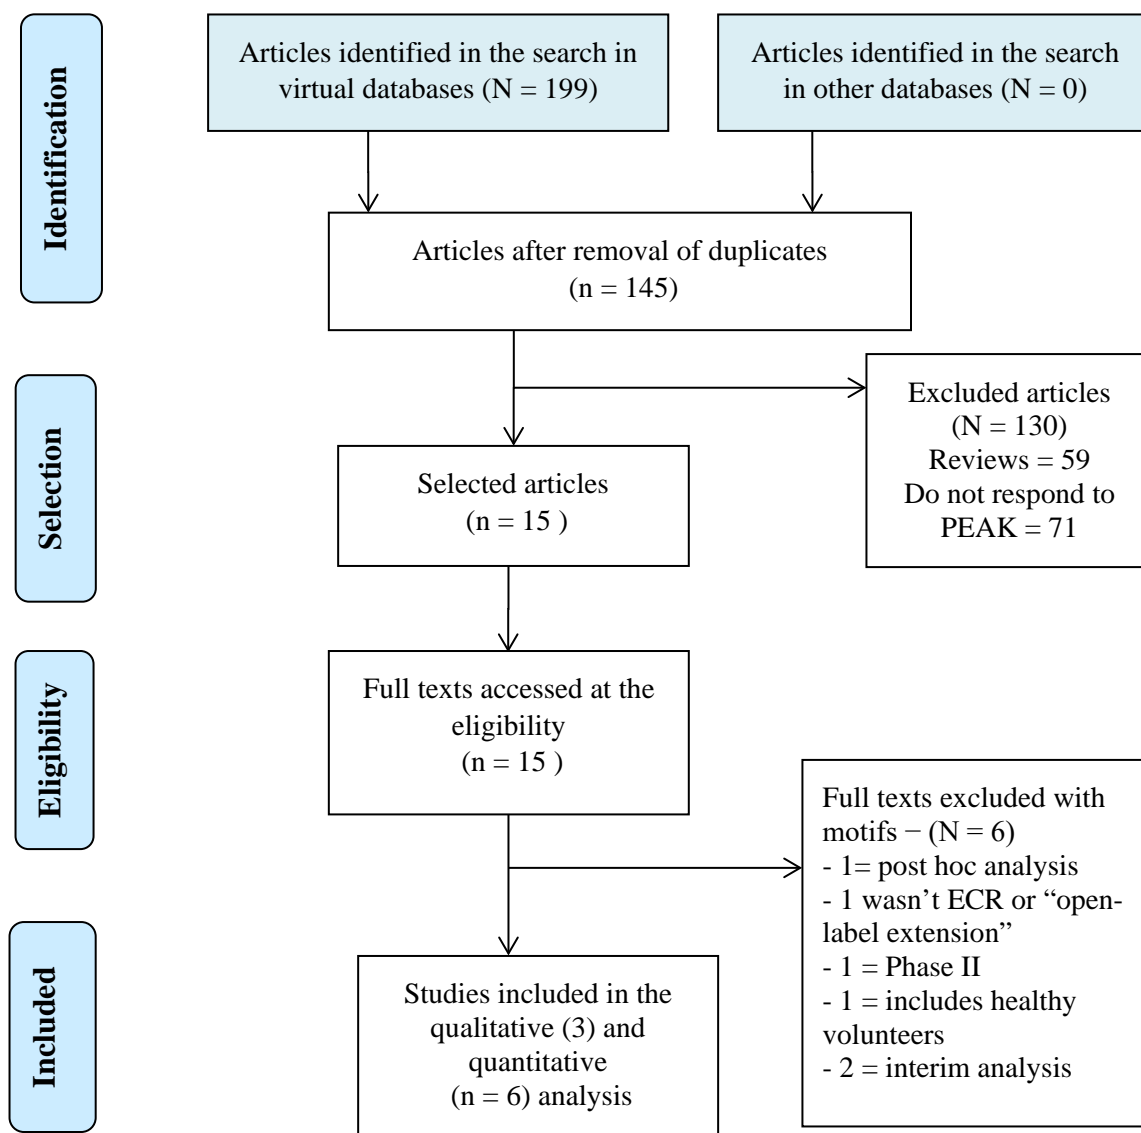 Identification
Articles identified in the search in
virtual databases (N = 199)
Articles identified in the search
in other databases (N = 0)
Articles after removal of duplicates
(n = 145)
Selection
Excluded articles
(N = 130)
Reviews = 59
Do not respond to
PEAK = 71
Selected articles
(n = 15 )
Eligibility
Full texts accessed at the
eligibility
(n = 15 )
Full texts excluded with
motifs − (N = 6)
- 1= post hoc analysis
- 1 wasn’t ECR or “open-
label extension”
- 1 = Phase II
- 1 = includes healthy
volunteers
- 2 = interim analysis
Included
Studies included in the
qualitative (3) and
quantitative
(n = 6) analysis